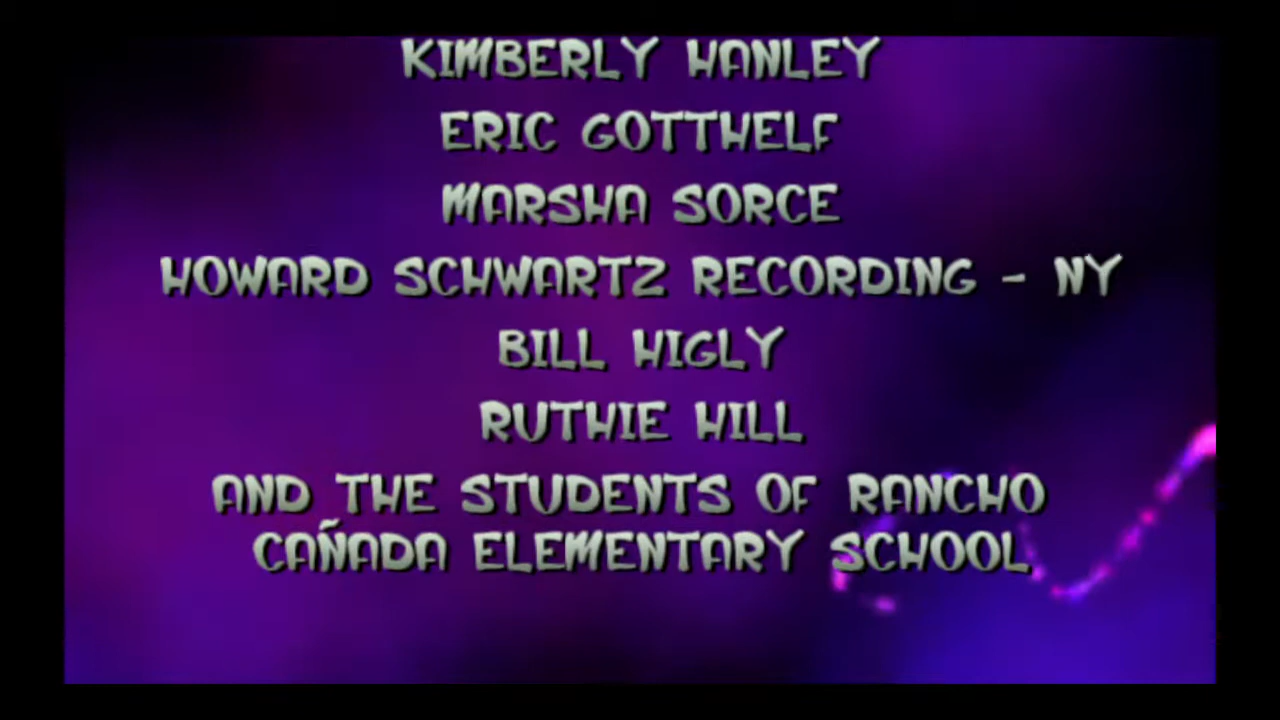 KIMBERLY HANLEY
ERIC GOTTHELF
MARSHA SORCE
HOWARD SCHWARTZ RECORDING - NY
BILL HIGLY
RUTHIE HILL
AND THE STUDENTS OF RANCHO
CAÑADA ELEMENTARY SCHOOL